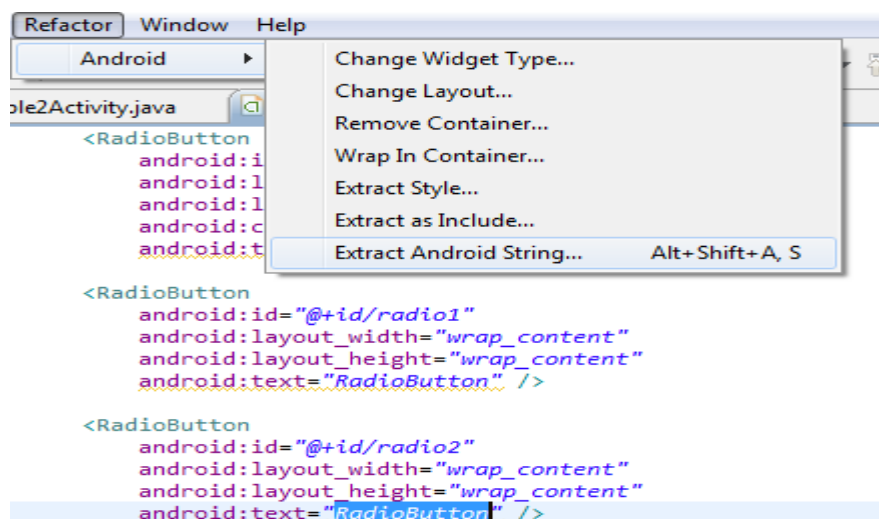 Refactor Window Help
Android
Change Widget Type...
Change Layout...
Remove Container...
Wrap In Container...
Extract Style...
Extract as Include...
Extract Android String... Alt+Shift+A, S
ple2Activity.java
<RadioButton
android:i
android:l
android:l
android:c
android:t
<RadioButton
android:id="@+id/radio1"
android:layout_width="wrap_content"
android:layout_height="wrap_content"
android:text="RadioButton" />
<RadioButton
android:id="@+id/radio2"
android:layout_width="wrap_content"
android:layout_height="wrap_content"
android:text="RadioButton" />